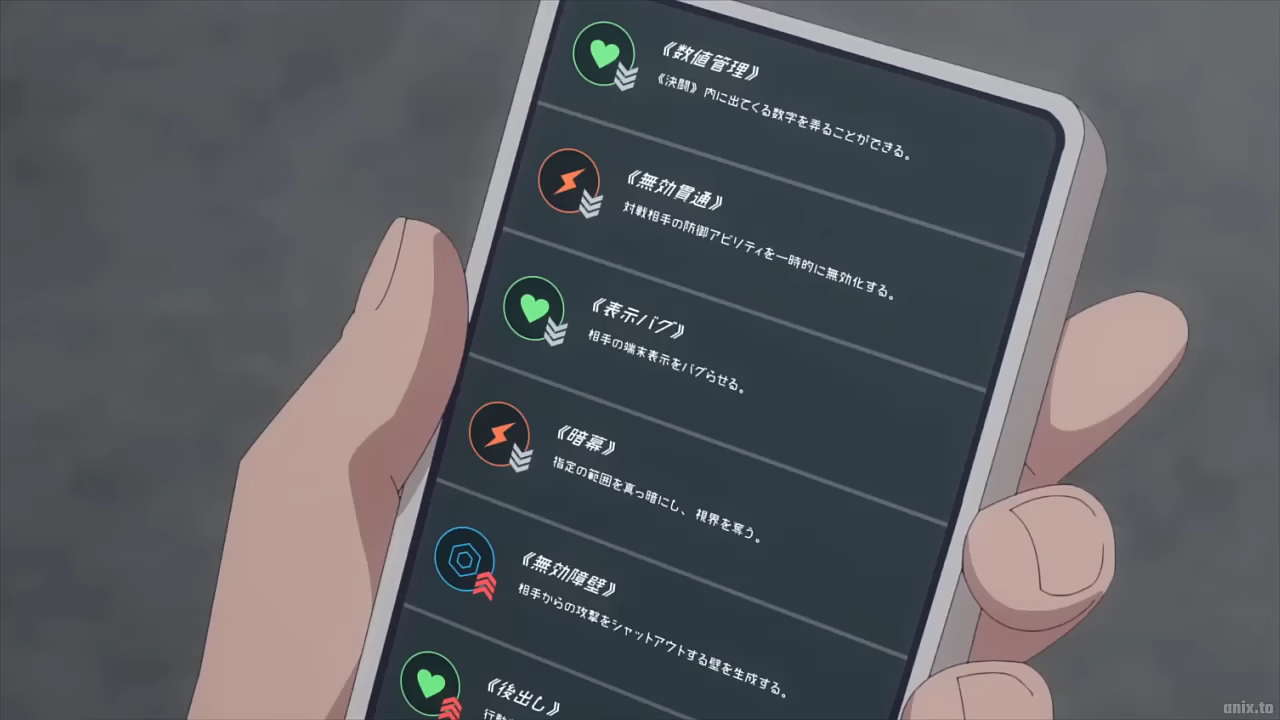 《数値管理》
《決闘》内に出てくる数字を弄ることができる。
《無効貫通》
対戦相手の防御アビリティを一時的に無効化する。
《表示バグ》
相手の端末表示をバグらせる。
《暗幕》
指定の範囲を真っ暗にし、視界を奪う。
《無効障壁》
相手からの攻撃をシャットアウトする壁を生成する。
《後出し》
行動
anix.to